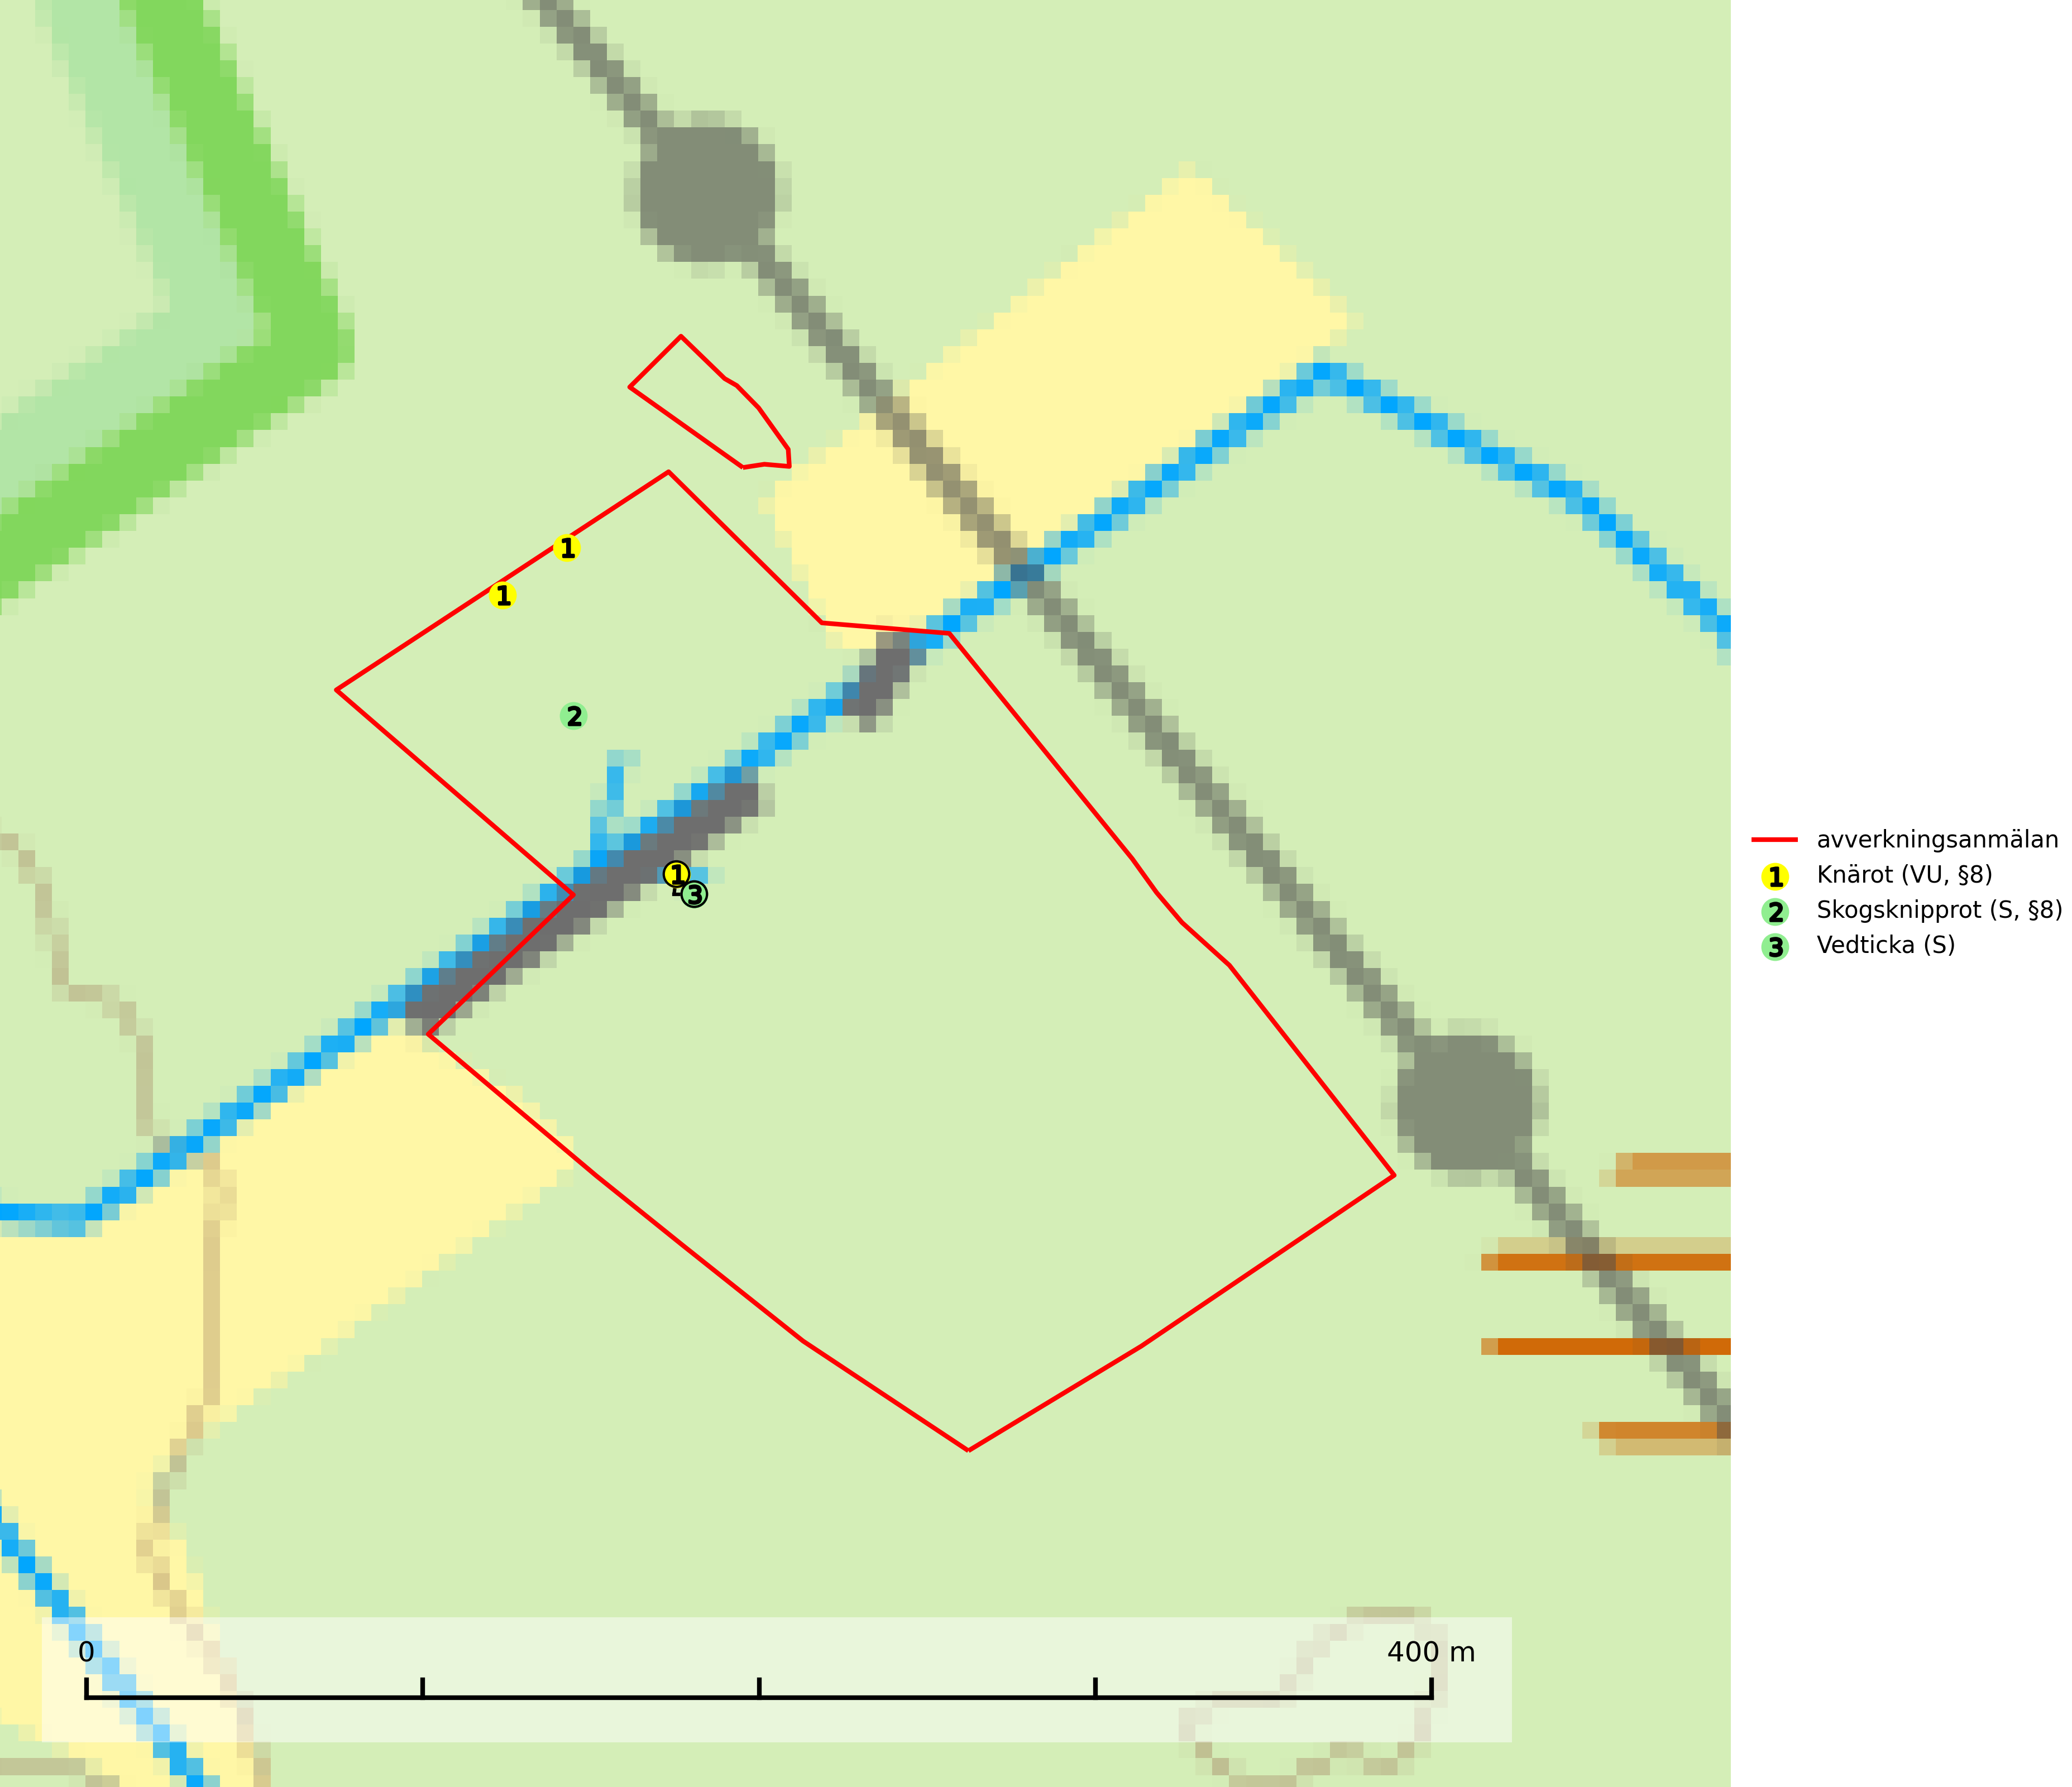 1
1
2
1
3
avverkningsanmälan
1 Knärot (VU, §8)
2 Skogsknipprot (S, §8)
3 Vedticka (S)
0 400 m